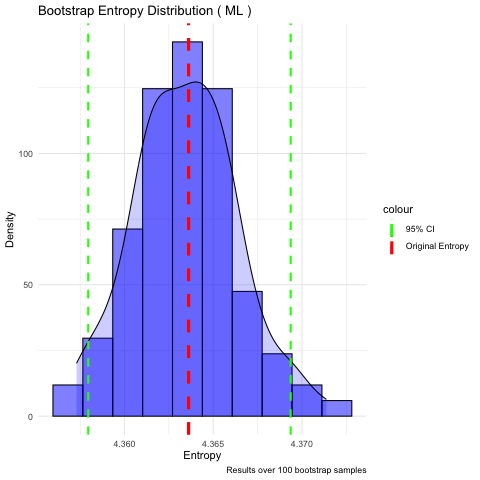 Bootstrap Entropy Distribution ( ML )
Density
100
50
0
4.360
4.365
4.370
Entropy
colour
95% CI
Original Entropy
Results over 100 bootstrap samples